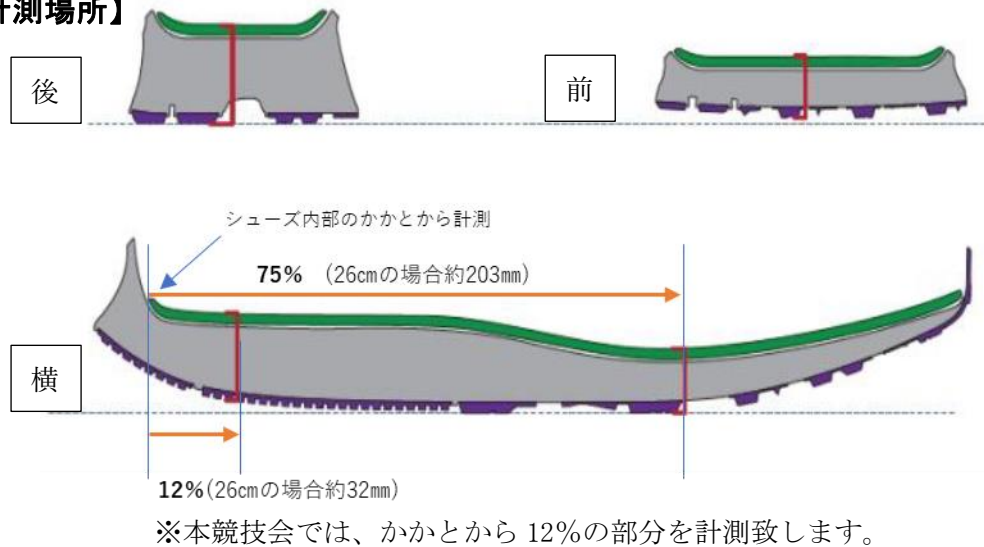 計測場所】
後
前
シューズ内部のかかとから計測
75% （26㎝の場合約203㎜）
横
12%(26㎝の場合約32㎜)
※本競技会では、かかとから 12%の部分を計測致します。